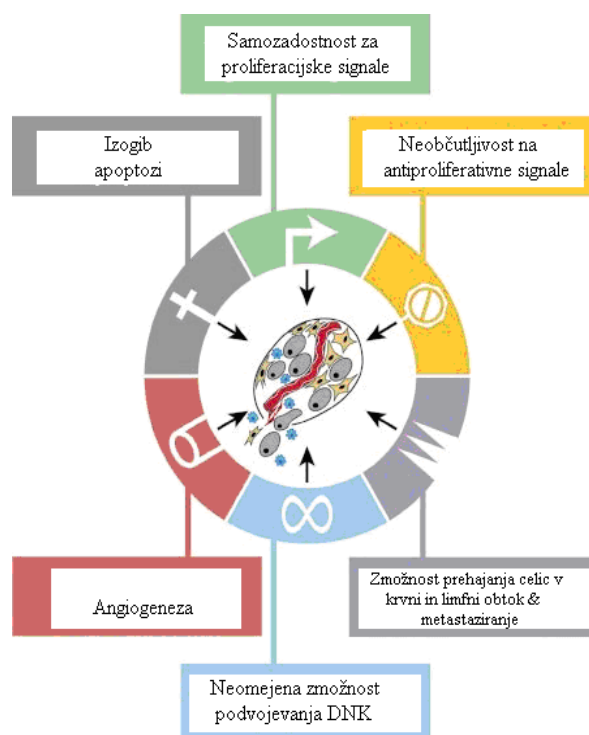 Samozadostnost za
proliferacijske signale
Izogib
apoptozi
Neobčutljivost na
antiproliferativne signale
Angiogeneza
Zmožnost prehajanja celic v
krvni in limfni obtok &
metastaziranje
Neomejena zmožnost
podvojevanja DNK